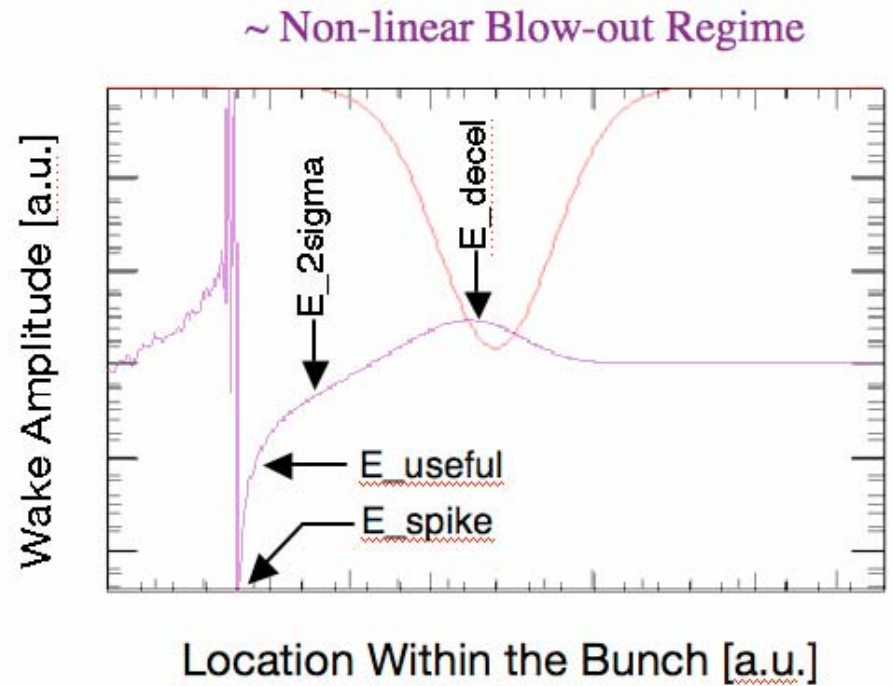 ~ Non-linear Blow-out Regime
Wake Amplitude [a.u.]
E_2sigma
E_decel
E_useful
E_spike
Location Within the Bunch [a.u.]